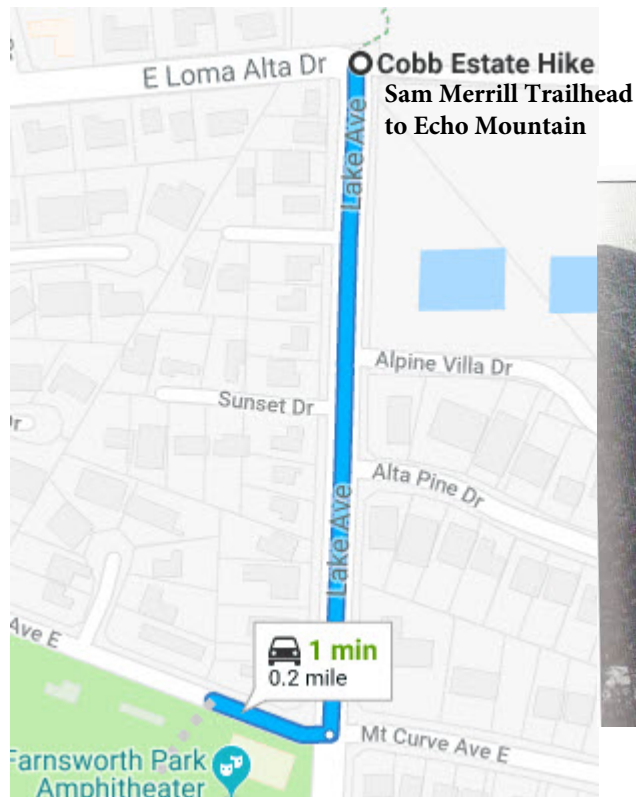 E Loma Alta Dr
Cobb Estate Hike
Sam Merrill Trailhead
to Echo Mountain
Lake Ave
Alpine Villa Dr
Sunset Dr
Alta Pine Dr
Lake Ave
Ave E
1 min
0.2 mile
Mt Curve Ave E
Farnsworth Park
Amphitheater